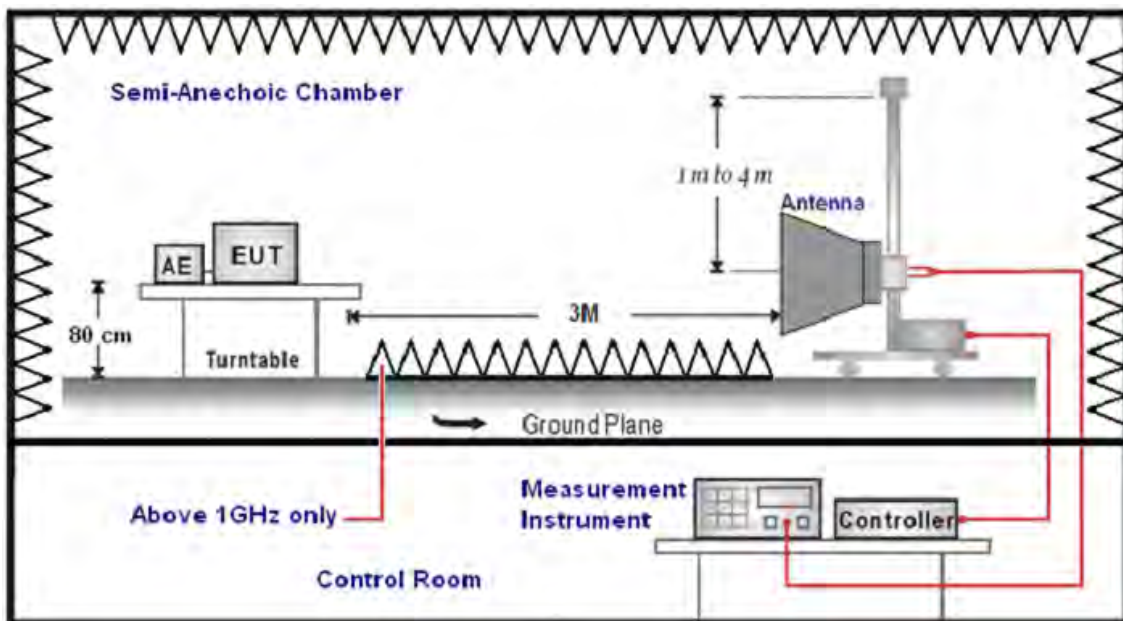 Semi-Anechoic Chamber
1 m to 4 m
Antenna
AE
EUT
80 cm
3M
Turntable
Ground Plane
Above 1GHz only
Measurement
Instrument
Controller
Control Room